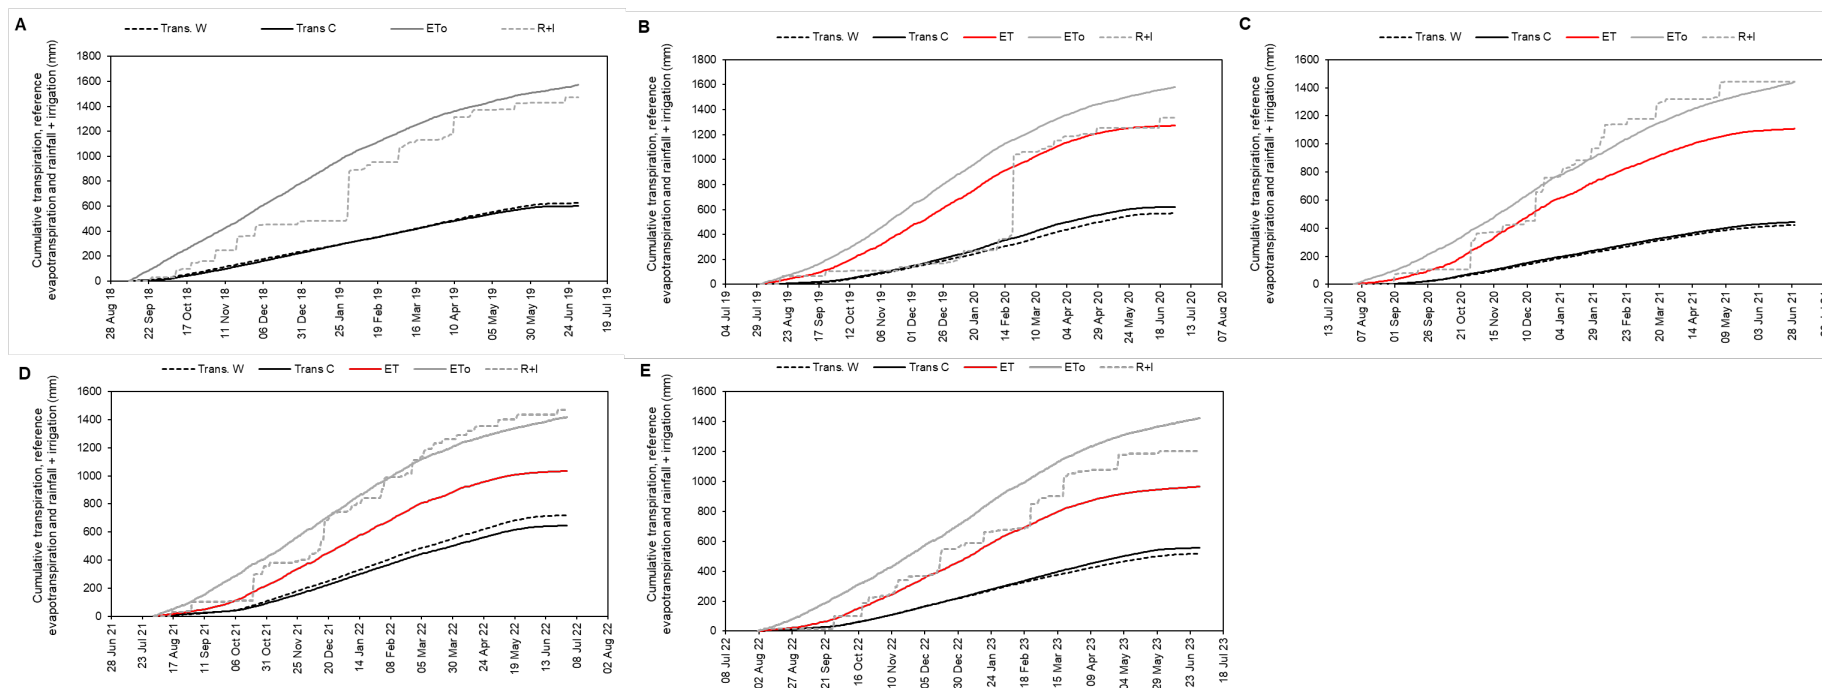 A
Trans. W
Trans C
ETo
R+I
Cumulative transpiration, reference
evapotranspiration and rainfall + irrigation (mm)
1800
1600
1400
1200
1000
800
600
400
200
0
28 Aug 18
22 Sep 18
17 Oct 18
11 Nov 18
06 Dec 18
31 Dec 18
25 Jan 19
19 Feb 19
16 Mar 19
10 Apr 19
05 May 19
30 May 19
24 Jun 19
19 Jul 19
B
Trans. W
Trans C
ET
ETo
R+I
Cumulative transpiration, reference
evapotranspiration and rainfall + irrigation (mm)
1800
1600
1400
1200
1000
800
600
400
200
0
04 Jul 19
29 Jul 19
23 Aug 19
17 Sep 19
12 Oct 19
06 Nov 19
01 Dec 19
26 Dec 19
20 Jan 20
14 Feb 20
10 Mar 20
04 Apr 20
29 Apr 20
24 May 20
18 Jun 20
13 Jul 20
07 Aug 20
C
Trans. W
Trans C
ET
ETo
R+I
Cumulative transpiration, reference
evapotranspiration and rainfall + irrigation (mm)
1600
1400
1200
1000
800
600
400
200
0
13 Jul 20
07 Aug 20
01 Sep 20
26 Sep 20
21 Oct 20
15 Nov 20
10 Dec 20
04 Jan 21
29 Jan 21
23 Feb 21
20 Mar 21
14 Apr 21
09 May 21
03 Jun 21
28 Jun 21
D
Trans. W
Trans C
ET
ETo
R+I
Cumulative transpiration, reference
evapotranspiration and rainfall + irrigation (mm)
1600
1400
1200
1000
800
600
400
200
0
28 Jun 21
23 Jul 21
17 Aug 21
11 Sep 21
06 Oct 21
31 Oct 21
25 Nov 21
20 Dec 21
14 Jan 22
08 Feb 22
05 Mar 22
30 Mar 22
24 Apr 22
19 May 22
13 Jun 22
08 Jul 22
02 Aug 22
E
Trans. W
Trans C
ET
ETo
R+I
Cumulative transpiration, reference
evapotranspiration and rainfall + irrigation (mm)
1600
1400
1200
1000
800
600
400
200
0
08 Jul 22
02 Aug 22
27 Aug 22
21 Sep 22
16 Oct 22
10 Nov 22
05 Dec 22
30 Dec 22
24 Jan 23
18 Feb 23
15 Mar 23
09 Apr 23
04 May 23
29 May 23
23 Jun 23
18 Jul 23